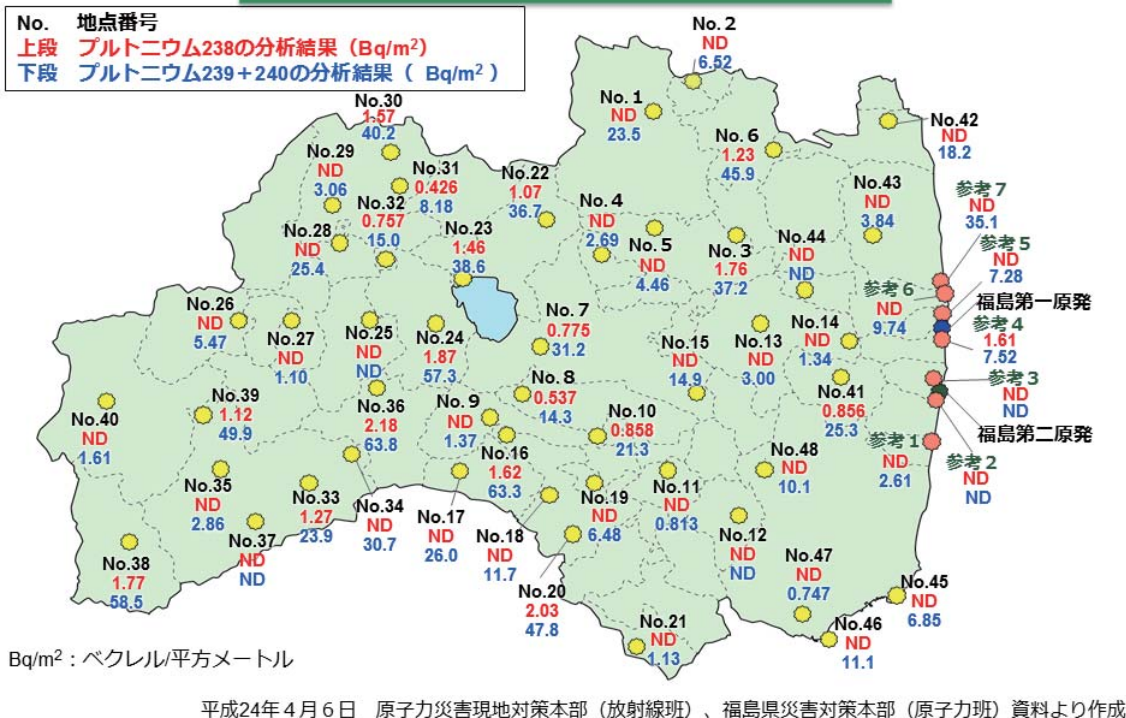 No. 地点番号
上段 プルトニウム238の分析結果（Bq/m²）
下段 プルトニウム239＋240の分析結果（ Bq/m² ）
No.2
ND
6.52
No. 1
ND
23.5
No. 6
1.23
45.9
No.42
ND
18.2
No.30
1.57
40.2
No.29
ND
3.06
No.31
0.426
8.18
No.22
1.07
36.7
No. 4
ND
2.69
No.43
ND
3.84
参考7
ND
35.1
No.32
0.757
15.0
No.28
ND
25.4
No.23
1.46
38.6
No. 5
ND
4.46
No. 3
1.76
37.2
No.44
ND
ND
参考5
ND
7.28
参考6
ND
9.74
福島第一原発
参考4
1.61
7.52
No.26
ND
5.47
No.27
ND
1.10
No.25
ND
ND
No.24
1.87
57.3
No. 7
0.775
31.2
No.15
ND
14.9
No.13
ND
3.00
No.14
ND
1.34
参考3
ND
ND
No.40
ND
1.61
No.39
1.12
49.9
No.36
2.18
63.8
No. 9
ND
1.37
No. 8
0.537
14.3
No.10
0.858
21.3
No.41
0.856
25.3
福島第二原発
参考1
ND
2.61
参考2
ND
ND
No.16
1.62
63.3
No.48
ND
10.1
No.35
ND
2.86
No.33
1.27
23.9
No.34
ND
30.7
No.17
ND
26.0
No.18
ND
11.7
No.19
ND
6.48
No.11
ND
0.813
No.12
ND
ND
No.37
ND
ND
No.38
1.77
58.5
No.20
2.03
47.8
No.21
ND
1.13
No.47
ND
0.747
No.45
ND
6.85
No.46
ND
11.1
Bq/m²：ベクレル/平方メートル
平成24年４月６日 原子力災害現地対策本部（放射線班）、福島県災害対策本部（原子力班）資料より作成